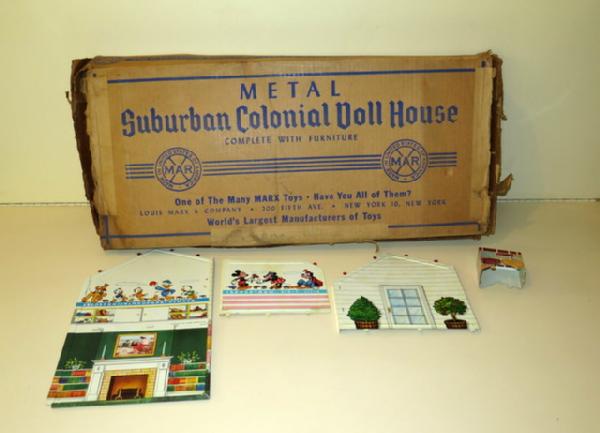 METAL
Suburban Colonial Doll House
COMPLETE WITH FURNITURE
MAR
MAR
One of The Many MARX Toys • Have You All of Them?
LOUIS MARX & COMPANY • 200 FIFTH AVE. • NEW YORK 10, NEW YORK
World's Largest Manufacturers of Toys